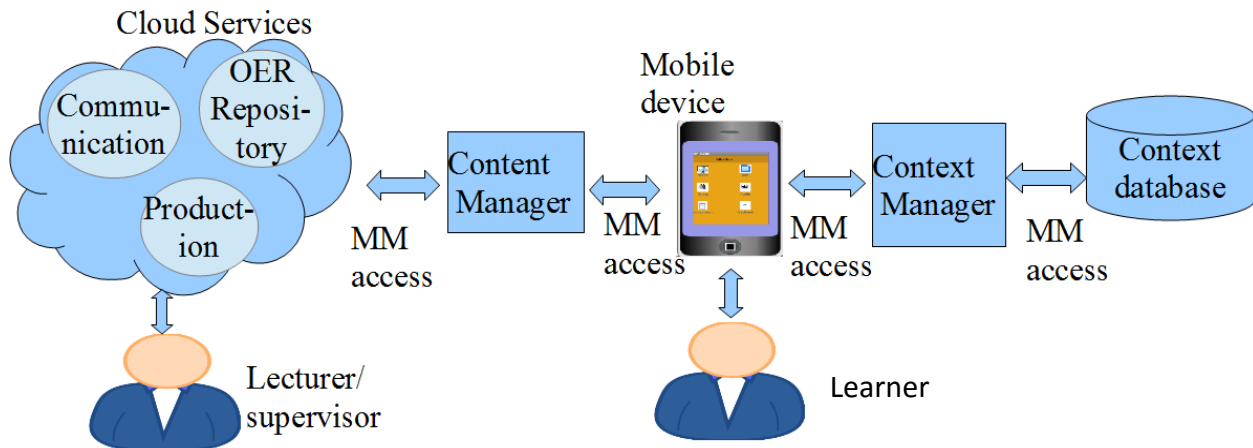 Cloud Services
Commu-
nication
OER
Reposi-
tory
Product-
ion
MM
access
Content
Manager
MM
access
Mobile
device
MM
access
Context
Manager
MM
access
Context
database
Lecturer/
supervisor
Learner